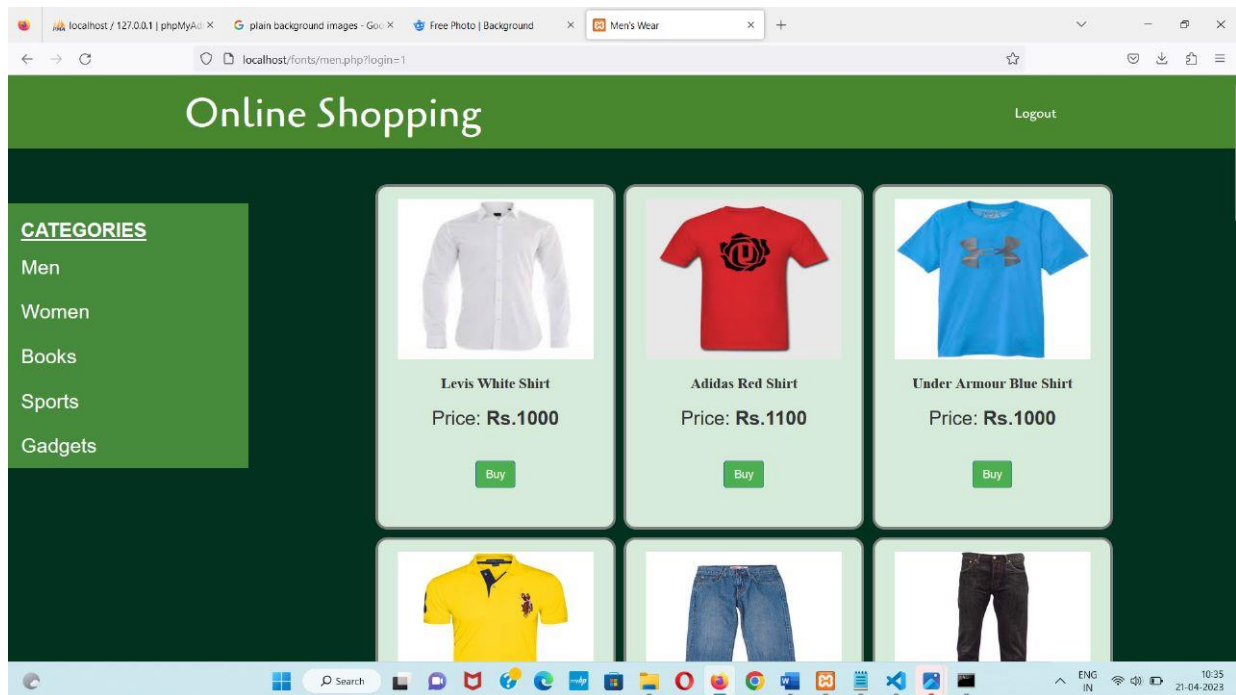 localhost / 127.0.0.1 | phpMyAd
plain background images - Goo
Free Photo | Background
Men's Wear
localhost/fonts/men.php?login=1
Online Shopping
Logout
CATEGORIES
Men
Women
Books
Sports
Gadgets
Levis White Shirt
Price: Rs.1000
Buy
Adidas Red Shirt
Price: Rs.1100
Buy
Under Armour Blue Shirt
Price: Rs.1000
Buy
Search
ENG
IN
10:35
21-04-2023